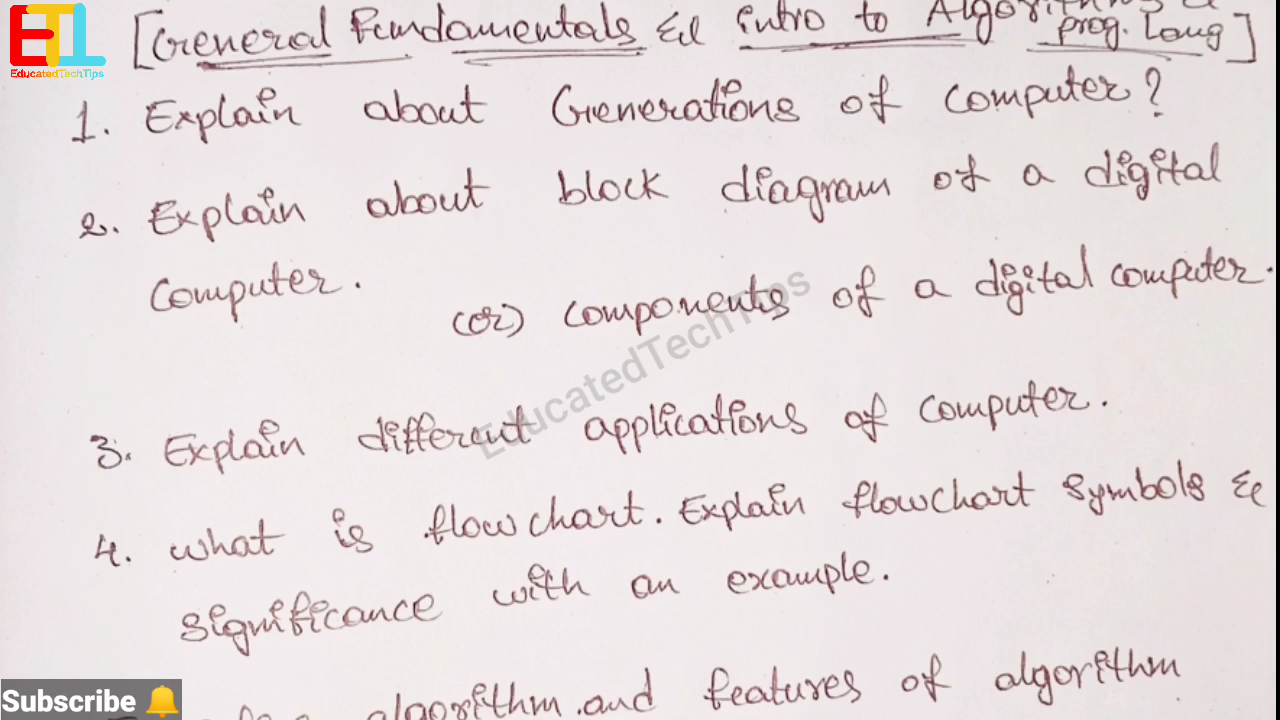 ETL
EducatedTechTips
[General Fundamentals & intro to Algorithms &
prog. Lang]
1. Explain about Generations of computer?
2. Explain about block diagram of a digital
computer.
(or) components of a digital computer.
EducatedTechTips
3. Explain different applications of computer.
4. what is flowchart. Explain flowchart symbols &
significance with an example.
algorithm and features of algorithm
Subscribe